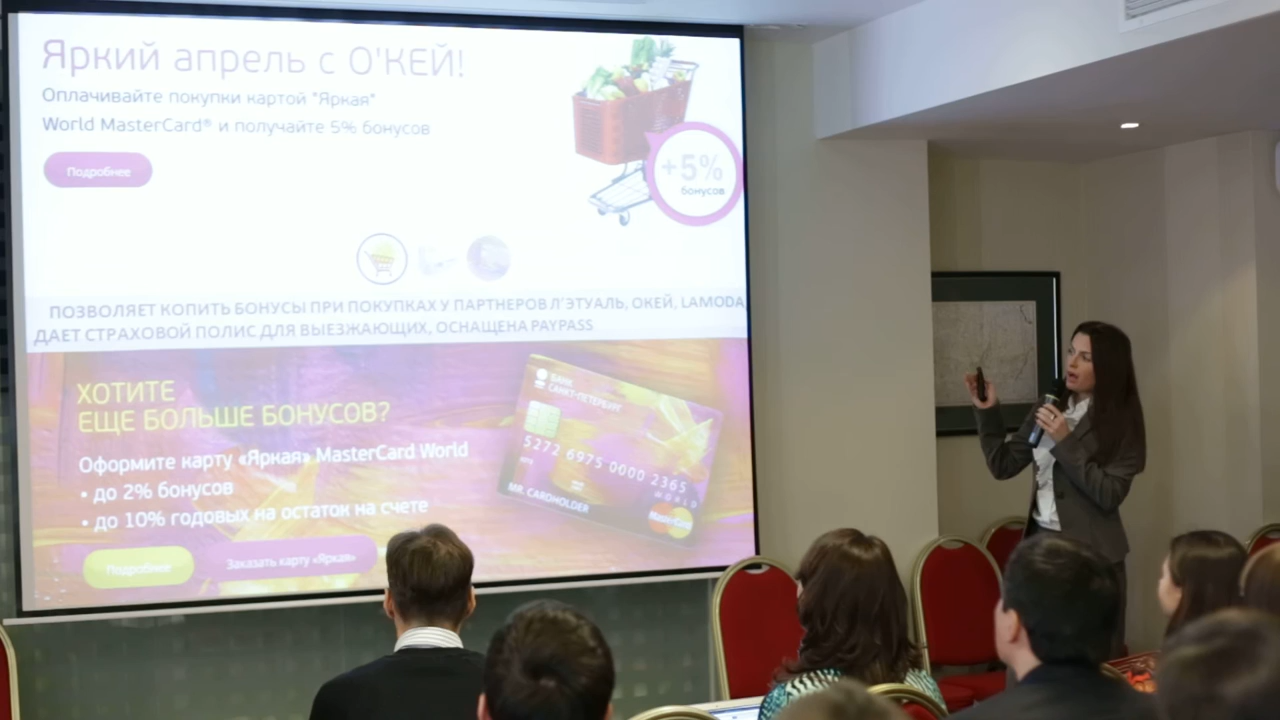 Яркий апрель с О'КЕЙ!
Оплачивайте покупки картой "Яркая"
World MasterCard® и получайте 5% бонусов
Подробнее
+5%
бонусов
ПОЗВОЛЯЕТ КОПИТЬ БОНУСЫ ПРИ ПОКУПКАХ У ПАРТНЕРОВ Л'ЭТУАЛЬ, ОКЕЙ, LAMODA,
ДАЕТ СТРАХОВОЙ ПОЛИС ДЛЯ ВЫЕЗЖАЮЩИХ, ОСНАЩЕНА PAYPASS
ХОТИТЕ
ЕЩЕ БОЛЬШЕ БОНУСОВ?
Оформите карту «Яркая» MasterCard World
• до 2% бонусов
• до 10% годовых на остаток на счете
Подробнее
Заказать карту «Яркая»
БАНК
САНКТ-ПЕТЕРБУРГ
5272 6975 0000 2365
WORLD
MR. CARDHOLDER
MasterCard